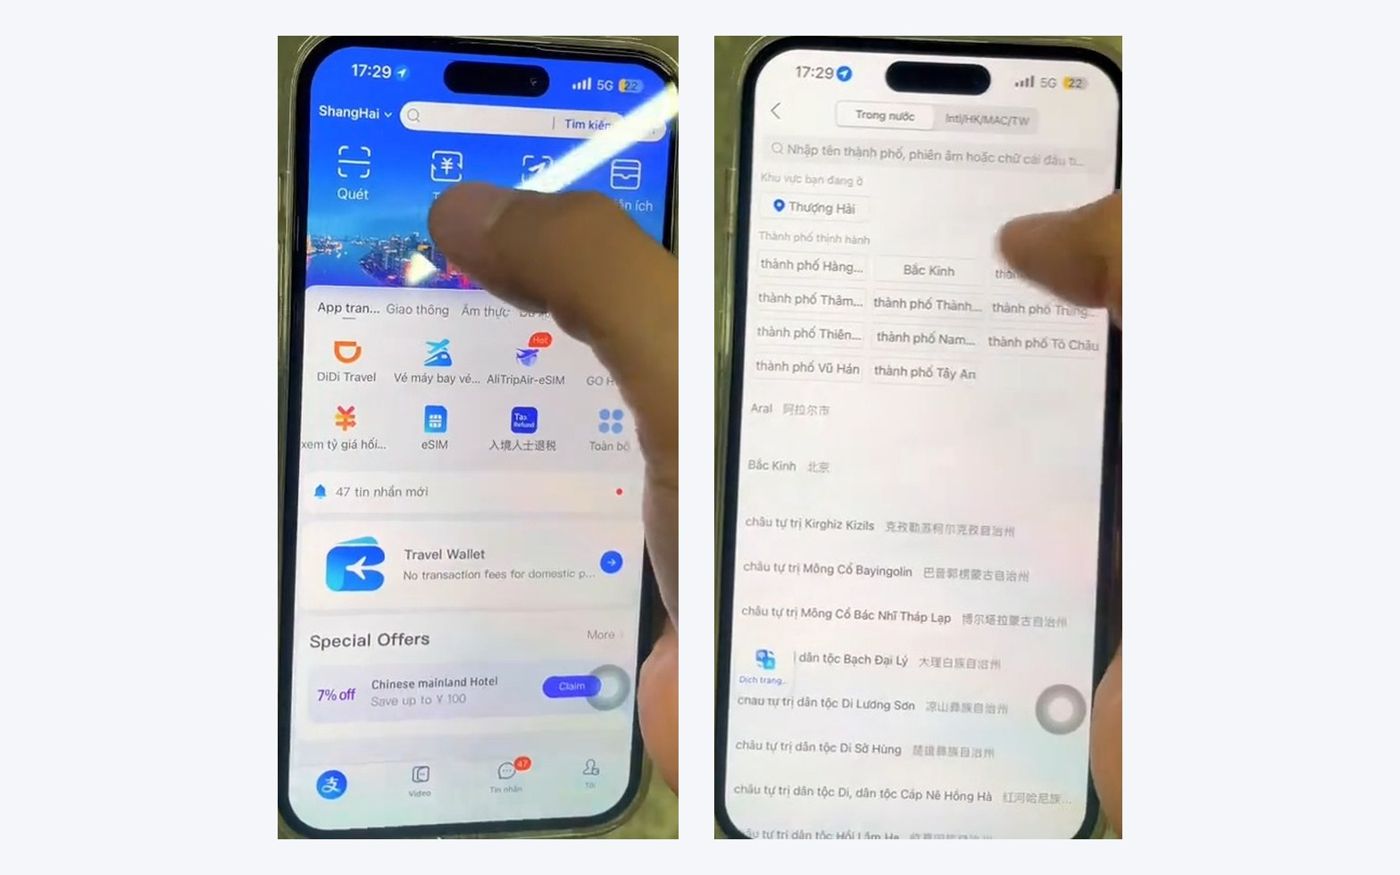 17:29
5G 22
ShangHai
Tìm kiếm
Quét
App tran... Giao thông Ẩm thực
Hot
DiDi Travel Vé máy bay vé... AliTripAir-eSIM
Tax Refund
xem tỷ giá hối... eSIM 入境人士退税 Toàn bộ
47 tin nhắn mới
Travel Wallet
No transaction fees for domestic p...
Special Offers More
7% off
Chinese mainland Hotel
Save up to ¥ 100
Claim
支
47
Video Tin nhắn Tôi
17:29
5G 22
Trong nước Intl/HK/MAC/TW
Nhập tên thành phố, phiên âm hoặc chữ cái đầu t...
Khu vực bạn đang ở
Thượng Hải
Thành phố thịnh hành
thành phố Hàng... Bắc Kinh
thành phố Thâm... thành phố Thành... thành phố Trùng...
thành phố Thiên... thành phố Nam... thành phố Tô Châu
thành phố Vũ Hán thành phố Tây An
Aral 阿拉尔市
Bắc Kinh 北京
châu tự trị Kirghiz Kizils 克孜勒苏柯尔克孜自治州
châu tự trị Mông Cổ Bayingolin 巴音郭楞蒙古自治州
châu tự trị Mông Cổ Bác Nhĩ Tháp Lạp 博尔塔拉蒙古自治州
dân tộc Bạch Đại Lý 大理白族自治州
Dịch trang...
châu tự trị dân tộc Di Lương Sơn 凉山彝族自治州
châu tự trị dân tộc Di Sở Hùng 楚雄彝族自治州
châu tự trị dân tộc Di, dân tộc Cáp Nê Hồng Hà 红河哈尼族...